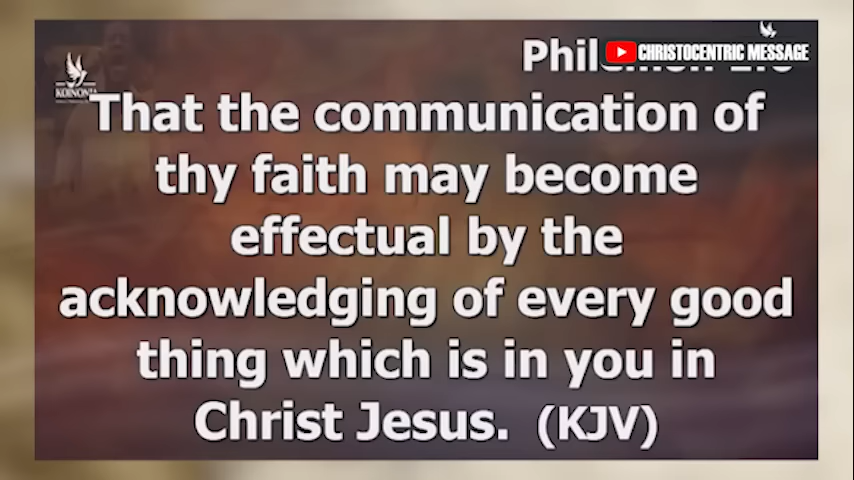 CHRISTOCENTRIC MESSAGE
KOINONIA
That the communication of
thy faith may become
effectual by the
acknowledging of every good
thing which is in you in
Christ Jesus. (KJV)